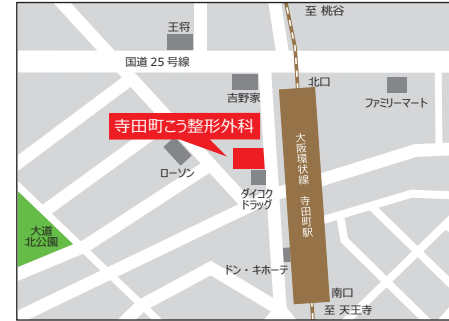 至 桃谷
王将
国道 25 号線
北口
吉野家
ファミリーマート
寺田町こう整形外科
大阪環状線 寺田町駅
ローソン
ダイコク
ドラッグ
大道
北公園
ドン・キホーテ
南口
至 天王寺